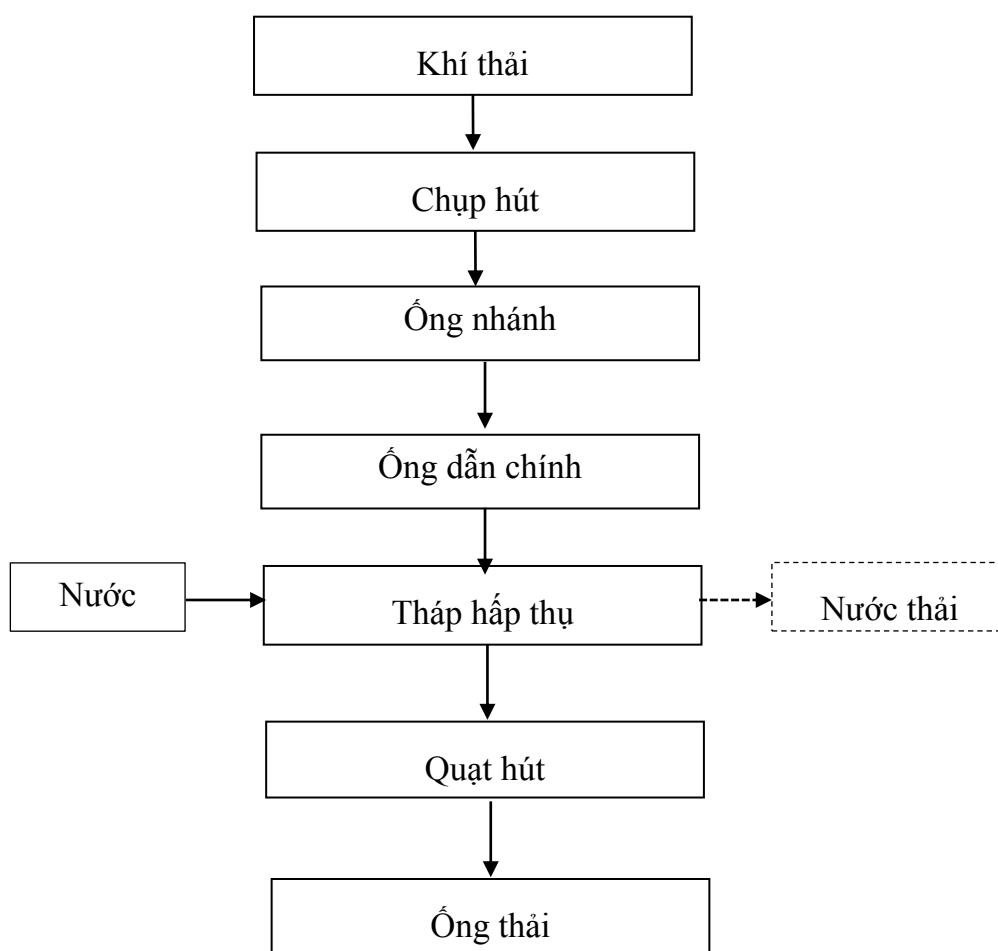 Khí thải
Chụp hút
Ống nhánh
Ống dẫn chính
Nước
Tháp hấp thụ
Nước thải
Quạt hút
Ống thải